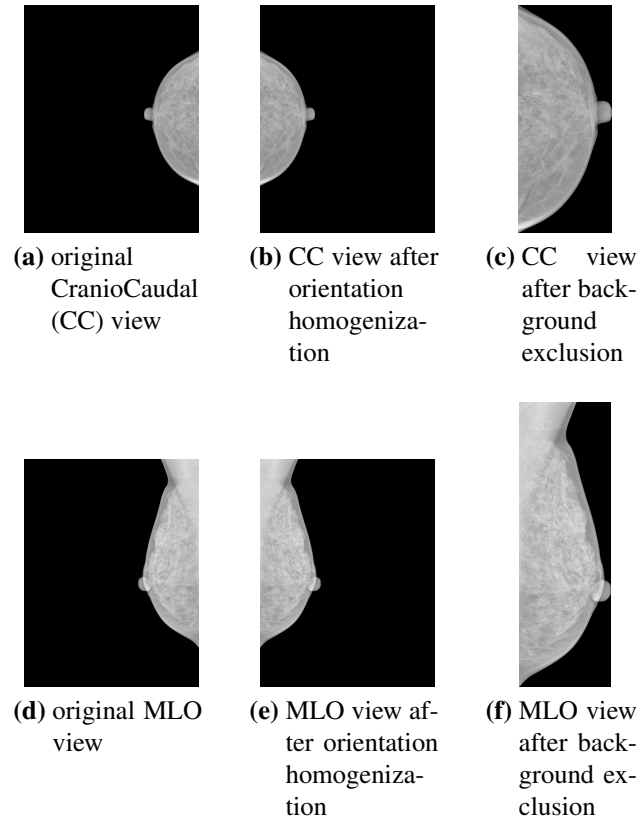 (a) original
CranioCaudal
(CC) view
(b) CC view after
orientation
homogeniza-
tion
(c) CC view
after back-
ground
exclusion
(d) original MLO
view
(e) MLO view af-
ter orientation
homogeniza-
tion
(f) MLO view
after back-
ground ex-
clusion